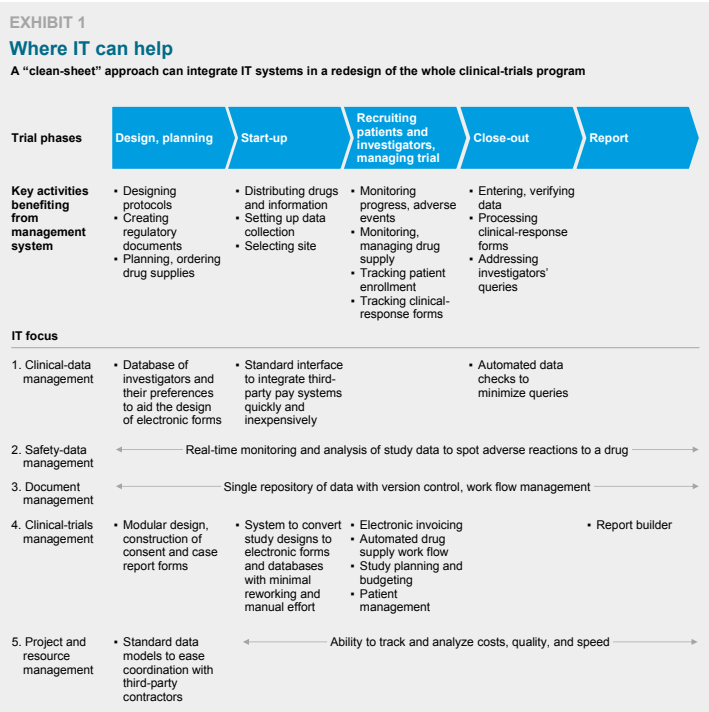 EXHIBIT 1
Where IT can help
A “clean-sheet” approach can integrate IT systems in a redesign of the whole clinical-trials program
Trial phases
Design, planning
Start-up
Recruiting
patients and
investigators,
managing trial
Close-out
Report
Key activities
benefiting
from
management
system
▪ Designing
protocols
▪ Creating
regulatory
documents
▪ Planning, ordering
drug supplies
▪ Distributing drugs
and information
▪ Setting up data
collection
▪ Selecting site
▪ Monitoring
progress, adverse
events
▪ Monitoring,
managing drug
supply
▪ Tracking patient
enrollment
▪ Tracking clinical-
response forms
▪ Entering, verifying
data
▪ Processing
clinical-response
forms
▪ Addressing
investigators’
queries
IT focus
1. Clinical-data
management
▪ Database of
investigators and
their preferences
to aid the design
of electronic forms
▪ Standard interface
to integrate third-
party pay systems
quickly and
inexpensively
▪ Automated data
checks to
minimize queries
2. Safety-data
management
Real-time monitoring and analysis of study data to spot adverse reactions to a drug
3. Document
management
Single repository of data with version control, work flow management
4. Clinical-trials
management
▪ Modular design,
construction of
consent and case
report forms
▪ System to convert
study designs to
electronic forms
and databases
with minimal
reworking and
manual effort
▪ Electronic invoicing
▪ Automated drug
supply work flow
▪ Study planning and
budgeting
▪ Patient
management
▪ Report builder
5. Project and
resource
management
▪ Standard data
models to ease
coordination with
third-party
contractors
Ability to track and analyze costs, quality, and speed